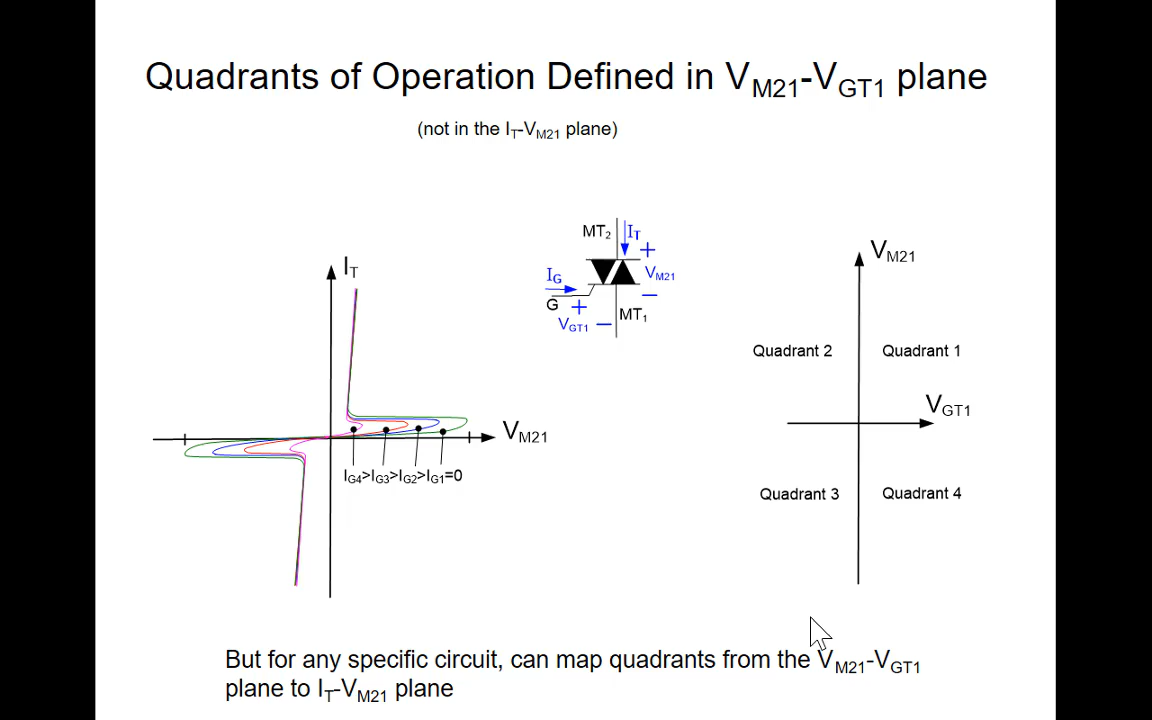 Quadrants of Operation Defined in VM21-VGT1 plane
(not in the IT-VM21 plane)
MT2
IT
+
IG
VM21
G
+
−
VGT1
−
MT1
IT
VM21
IG4>IG3>IG2>IG1=0
VM21
Quadrant 2
Quadrant 1
VGT1
Quadrant 3
Quadrant 4
But for any specific circuit, can map quadrants from the VM21-VGT1
plane to IT-VM21 plane